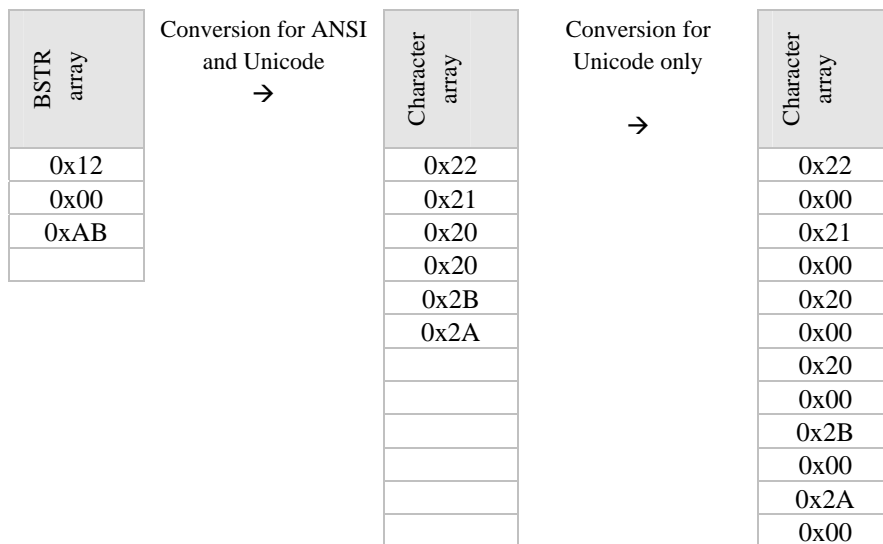 BSTR
array
Conversion for ANSI
and Unicode
→
Character
array
Conversion for
Unicode only
→
Character
array
0x12 0x22 0x22
0x00 0x21 0x00
0xAB 0x20 0x21
0x20 0x00
0x2B 0x20
0x2A 0x00
0x20
0x00
0x2B
0x00
0x2A
0x00